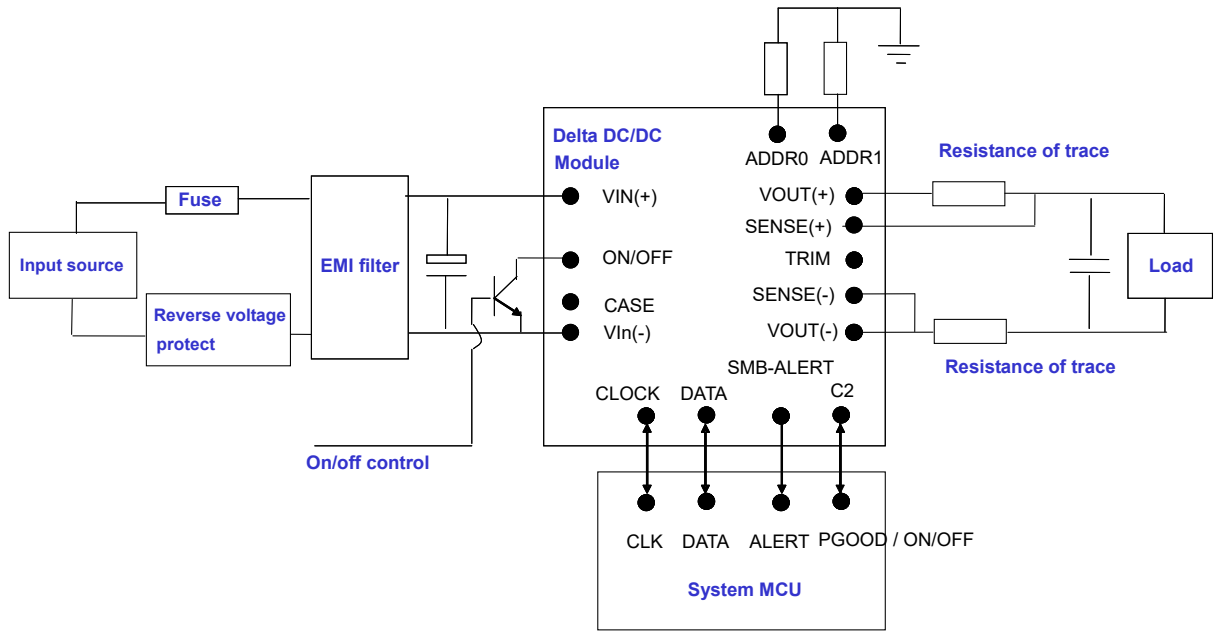 Delta DC/DC
Module
ADDR0 ADDR1
Resistance of trace
Fuse
VIN(+)
VOUT(+)
SENSE(+)
Input source
EMI filter
ON/OFF
TRIM
Load
CASE
SENSE(-)
Reverse voltage
protect
VIn(-)
VOUT(-)
Resistance of trace
SMB-ALERT
CLOCK DATA
C2
On/off control
CLK DATA ALERT PGOOD / ON/OFF
System MCU